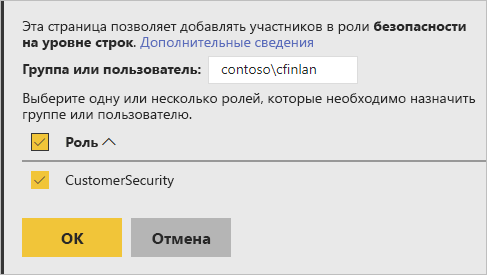 Эта страница позволяет добавлять участников в роли безопасности
на уровне строк. Дополнительные сведения
Группа или пользователь: contoso\cfinlan
Выберите одну или несколько ролей, которые необходимо назначить
группе или пользователю.
Роль
CustomerSecurity
OK Отмена